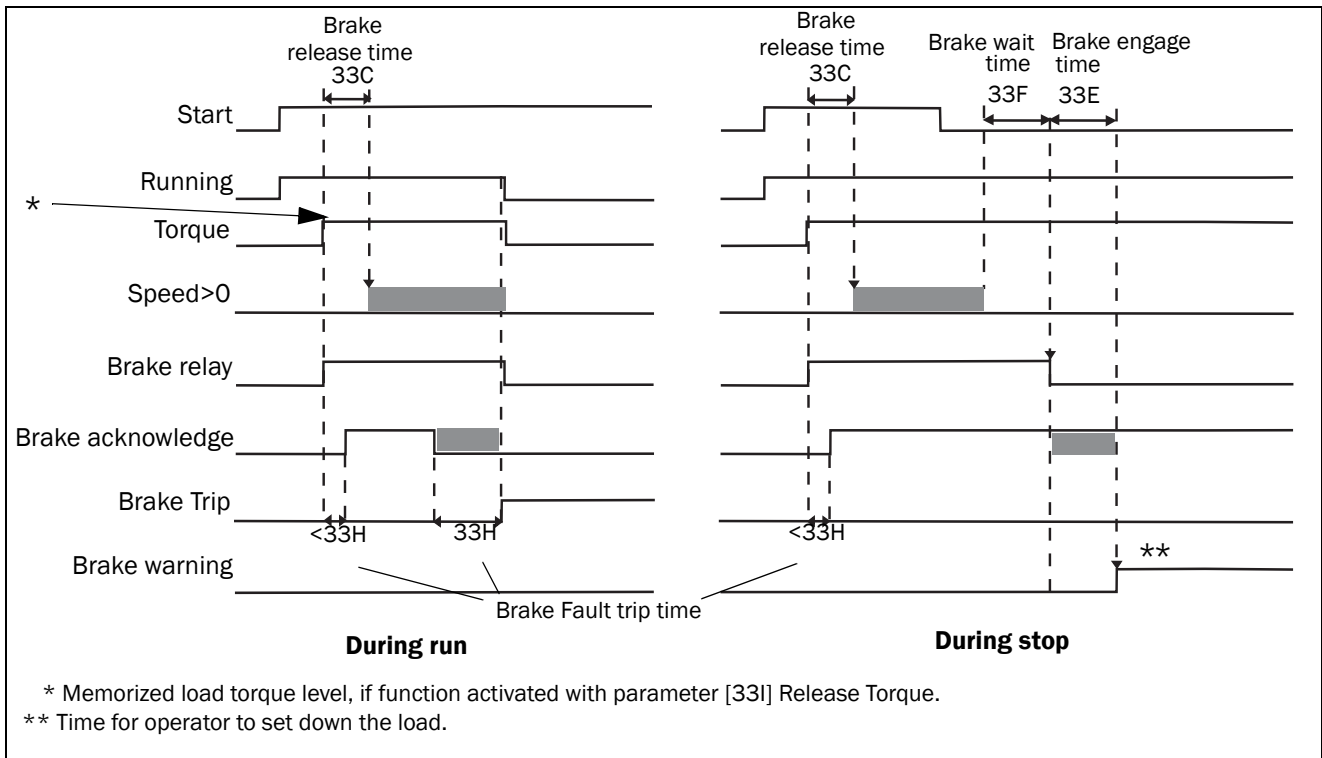 Brake
release time
33C
Brake
release time
33C
Brake wait
time
33F
Brake engage
time
33E
Start
Running
*
Torque
Speed>0
Brake relay
Brake acknowledge
Brake Trip
<33H
33H
<33H
Brake warning
**
Brake Fault trip time
During run
During stop
* Memorized load torque level, if function activated with parameter [33I] Release Torque.
** Time for operator to set down the load.